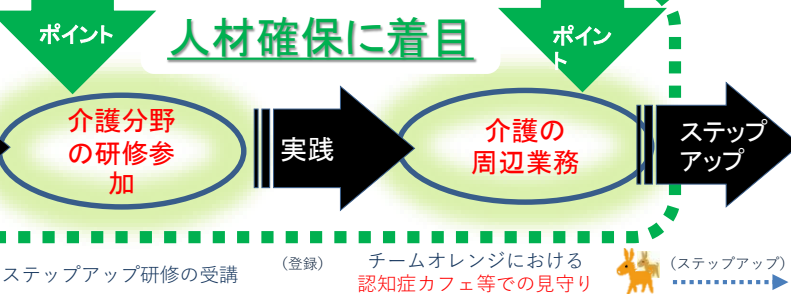 ポイント
人材確保に着目
ポイン
ト
介護分野
の研修参
加
実践
介護の
周辺業務
ステップ
アップ
ステップアップ研修の受講
（登録）
チームオレンジにおける
認知症カフェ等での見守り
（ステップアップ）